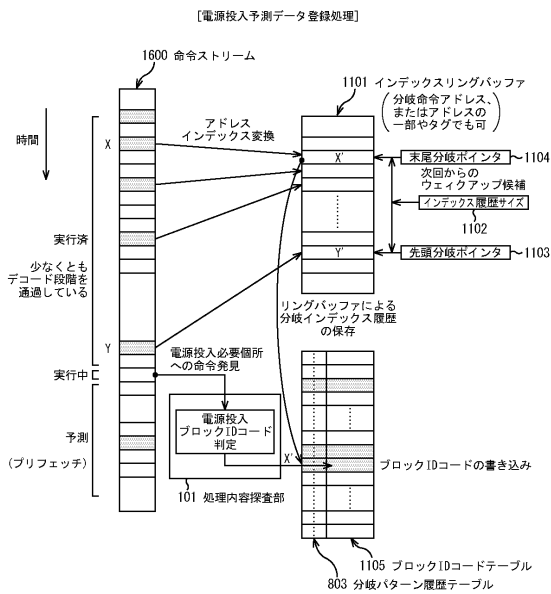 [電源投入予測データ登録処理]
1600 命令ストリーム
1101 インデックスリングバッファ
(分岐命令アドレス、
またはアドレスの
一部やタグでも可)
時間
X
アドレス
インデックス変換
X'
末尾分岐ポインタ
1104
次回からの
ウェイクアップ候補
インデックス履歴サイズ
1102
実行済
少なくとも
デコード段階を
通過している
Y'
先頭分岐ポインタ
1103
リングバッファによる
分岐インデックス履歴
の保存
Y
電源投入必要個所
への命令発見
実行中
電源投入
ブロックIDコード
判定
予測
(プリフェッチ)
X'
ブロックIDコードの書き込み
101 処理内容探査部
1105 ブロックIDコードテーブル
803 分岐パターン履歴テーブル